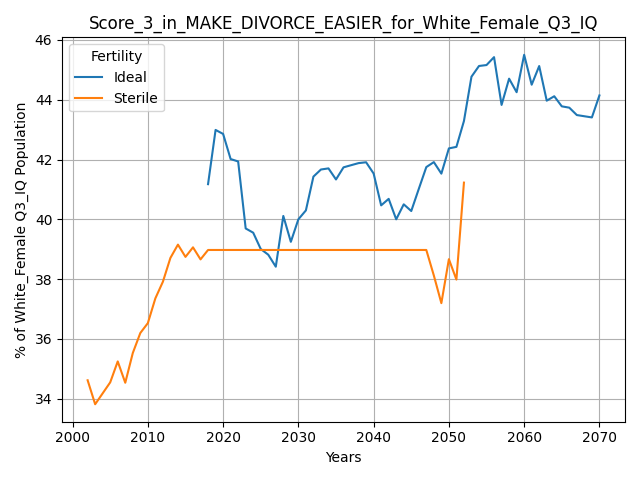 Score_3_in_MAKE_DIVORCE_EASIER_for_White_Female_Q3_IQ
Fertility
Ideal
Sterile
% of White_Female Q3_IQ Population
46
44
42
40
38
36
34
2000 2010 2020 2030 2040 2050 2060 2070
Years